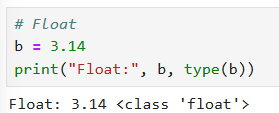 # Float
b = 3.14
print("Float:", b, type(b))
Float: 3.14 <class 'float'>